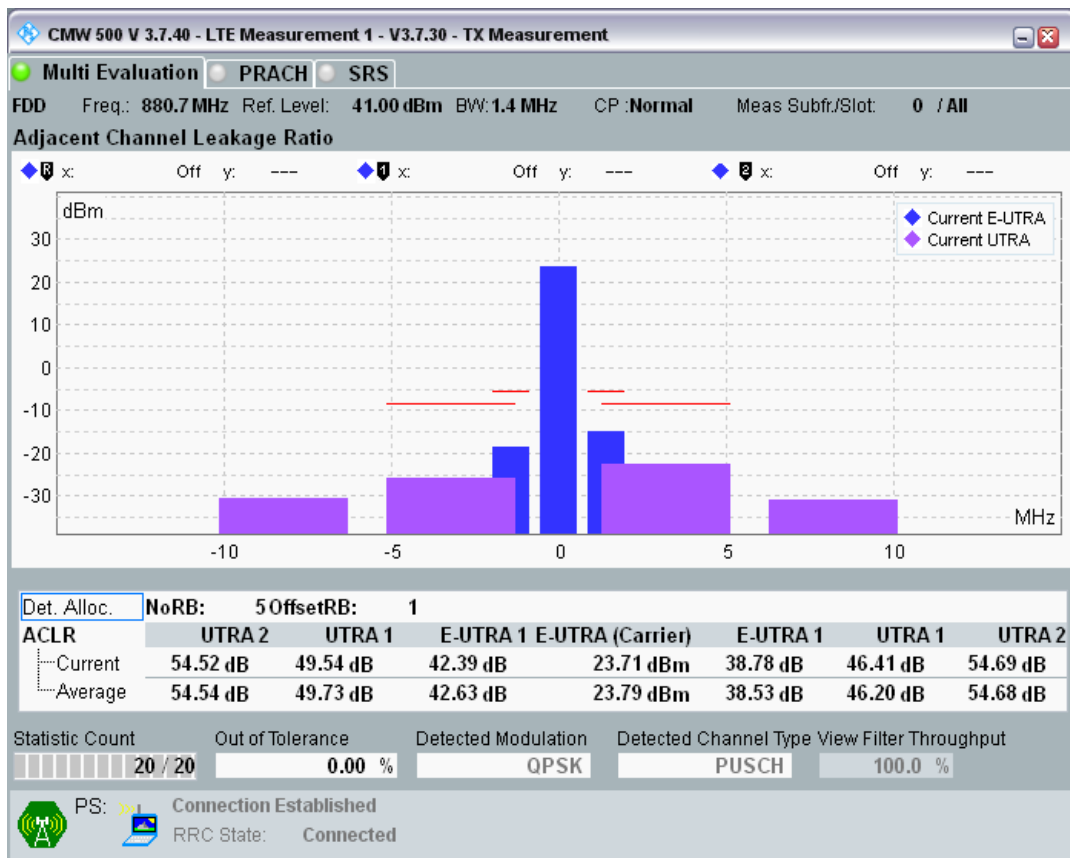 CMW 500 V 3.7.40 - LTE Measurement 1 - V3.7.30 - TX Measurement
Multi Evaluation PRACH SRS
FDD Freq.: 880.7 MHz Ref. Level: 41.00 dBm BW: 1.4 MHz CP :Normal Meas Subfr./Slot: 0 / All
Adjacent Channel Leakage Ratio
R x: Off y: --- 1 x: Off y: --- 2 x: Off y: ---
dBm
Current E-UTRA
Current UTRA
30
20
10
0
-10
-20
-30
MHz
-10 -5 0 5 10
Det. Alloc. NoRB: 5 OffsetRB: 1
ACLR UTRA 2 UTRA 1 E-UTRA 1 E-UTRA (Carrier) E-UTRA 1 UTRA 1 UTRA 2
Current 54.52 dB 49.54 dB 42.39 dB 23.71 dBm 38.78 dB 46.41 dB 54.69 dB
Average 54.54 dB 49.73 dB 42.63 dB 23.79 dBm 38.53 dB 46.20 dB 54.68 dB
Statistic Count Out of Tolerance Detected Modulation Detected Channel Type View Filter Throughput
20 / 20 0.00 % QPSK PUSCH 100.0 %
PS: Connection Established
RRC State: Connected